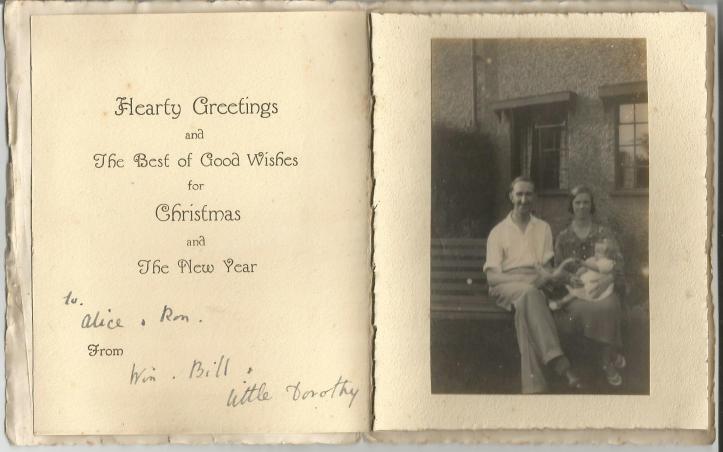 Hearty Greetings
and
The Best of Good Wishes
for
Christmas
and
The New Year
to.
Alice . Ron.
From
Win . Bill .
little Dorothy